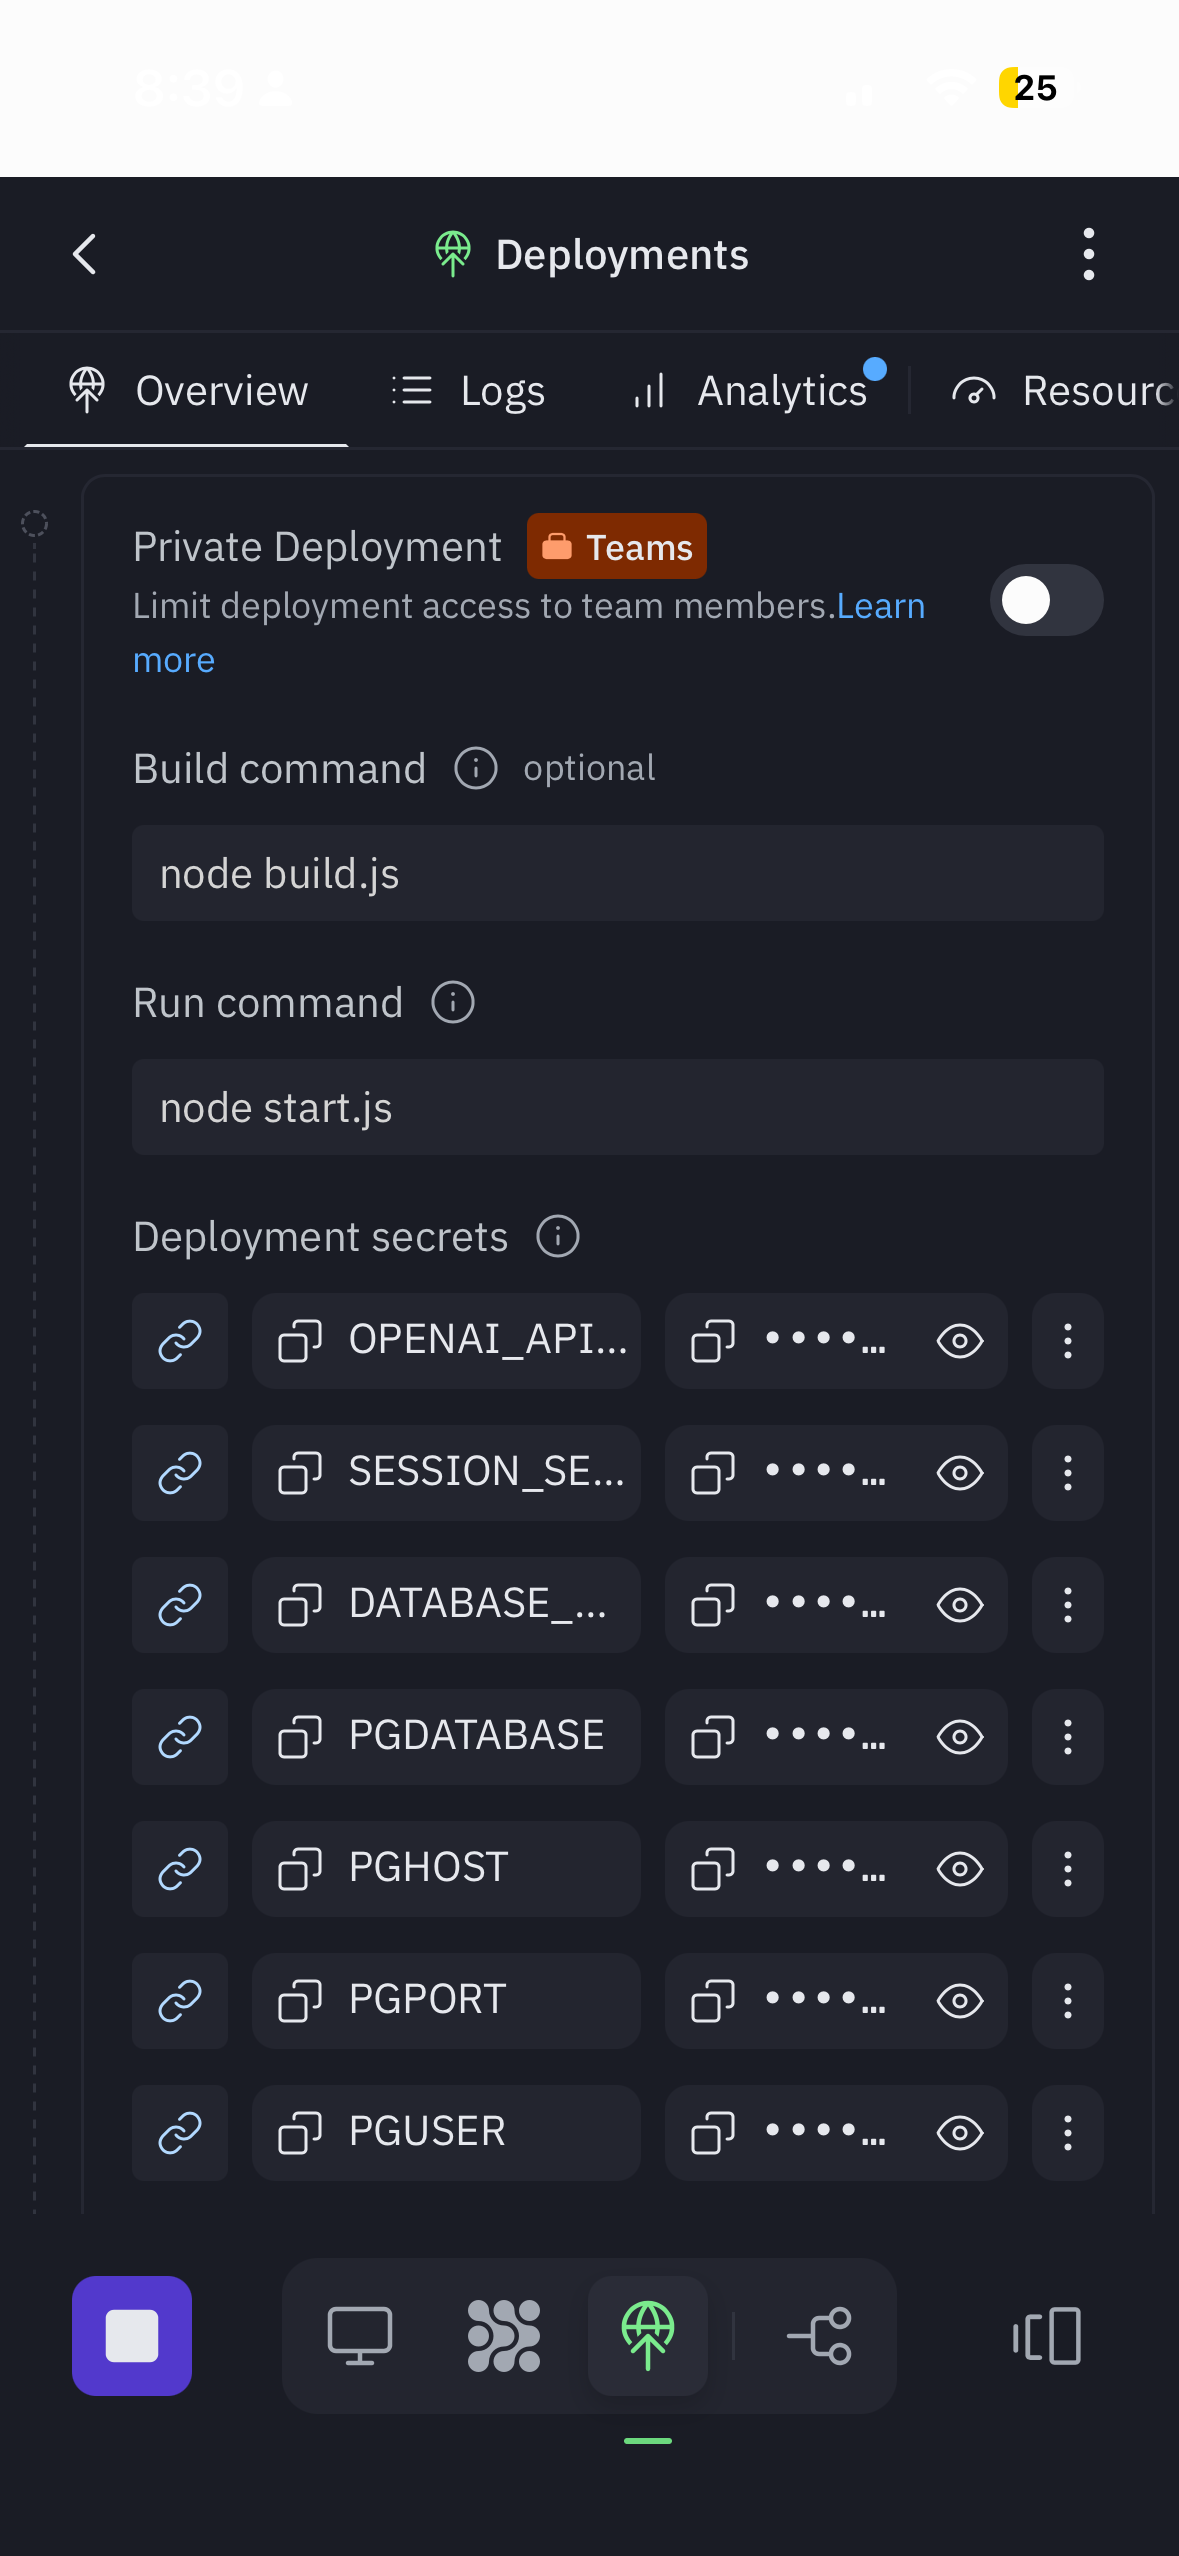 8:39
25
Deployments
Overview Logs Analytics Resourc
Private Deployment Teams
Limit deployment access to team members.Learn
more
Build command optional
node build.js
Run command
node start.js
Deployment secrets
OPENAI_API... ••••...
SESSION_SE... ••••...
DATABASE_... ••••...
PGDATABASE ••••...
PGHOST ••••...
PGPORT ••••...
PGUSER ••••...